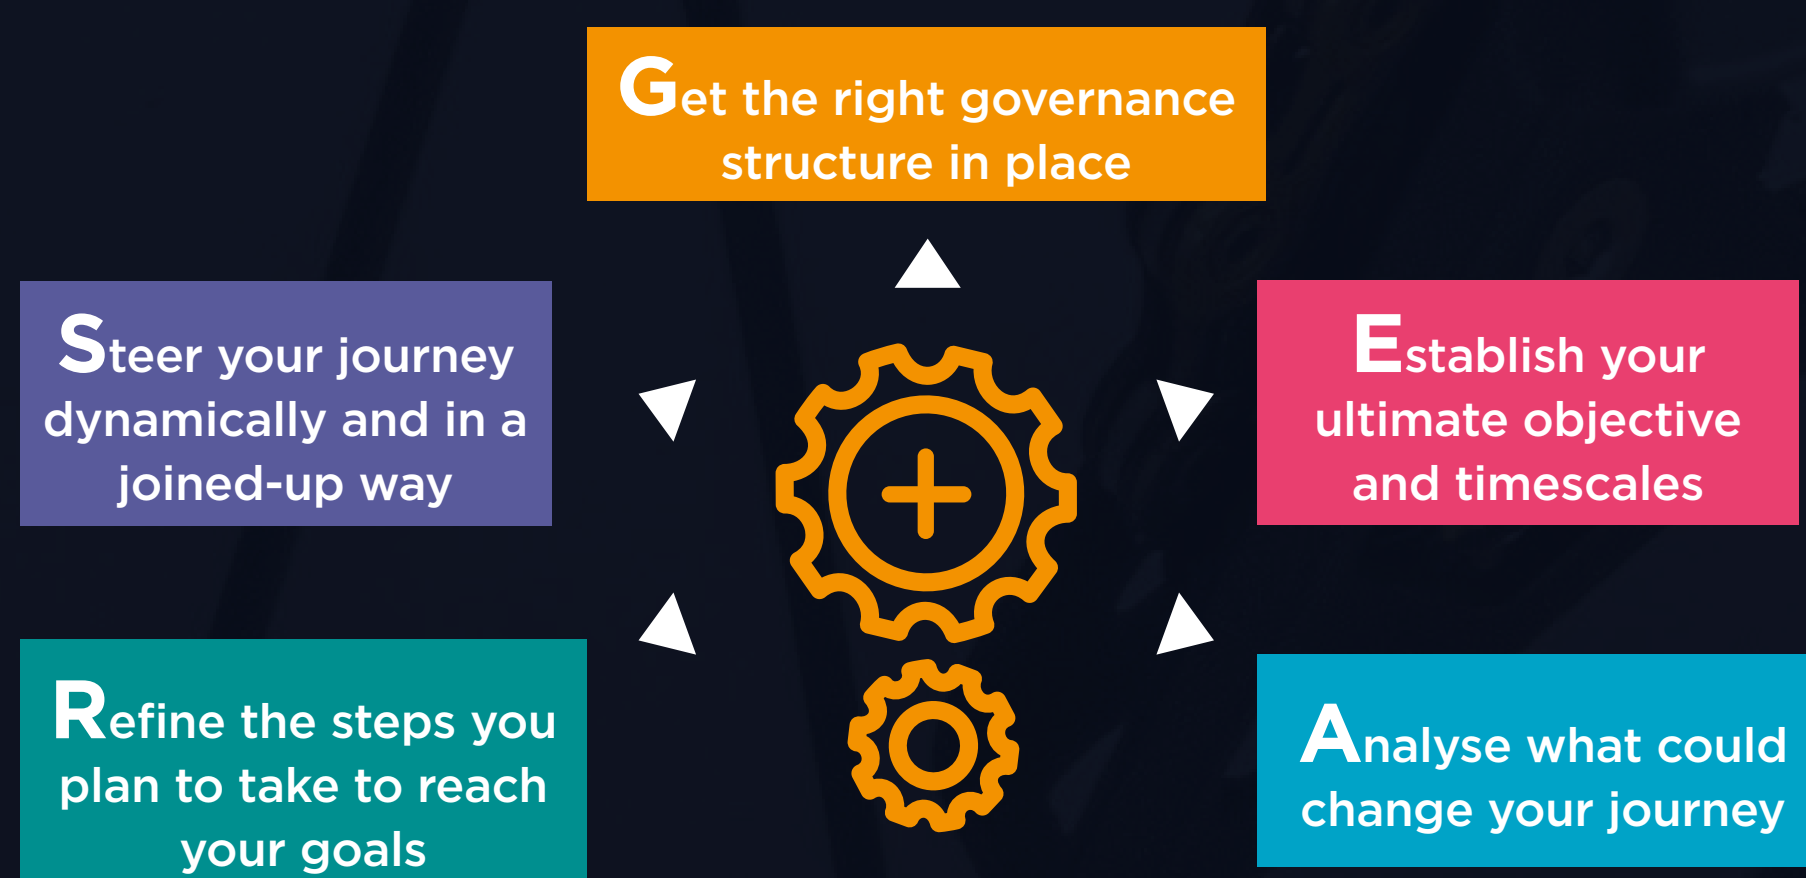 Get the right governance
structure in place
Establish your
ultimate objective
and timescales
Analyse what could
change your journey
Refine the steps you
plan to take to reach
your goals
Steer your journey
dynamically and in a
joined-up way